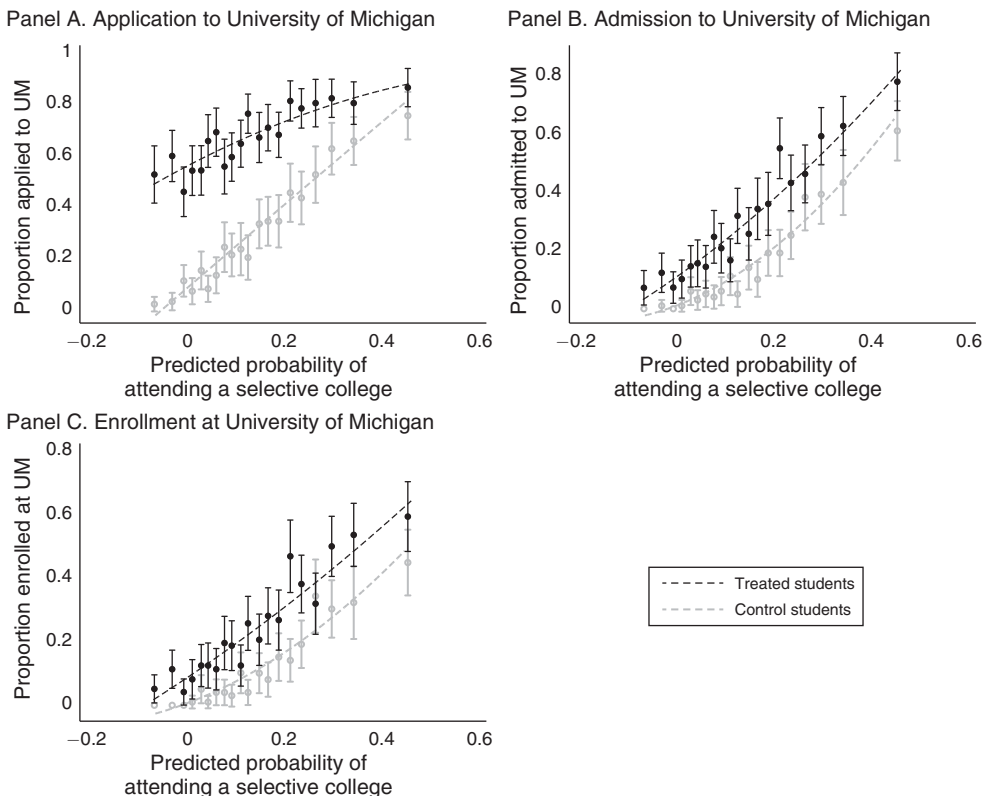 Panel A. Application to University of Michigan
Proportion applied to UM
1
0.8
0.6
0.4
0.2
0
−0.2
0
0.2
0.4
0.6
Predicted probability of
attending a selective college
Panel B. Admission to University of Michigan
Proportion admitted to UM
0.8
0.6
0.4
0.2
0
−0.2
0
0.2
0.4
0.6
Predicted probability of
attending a selective college
Panel C. Enrollment at University of Michigan
Proportion enrolled at UM
0.8
0.6
0.4
0.2
0
−0.2
0
0.2
0.4
0.6
Predicted probability of
attending a selective college
Treated students
Control students